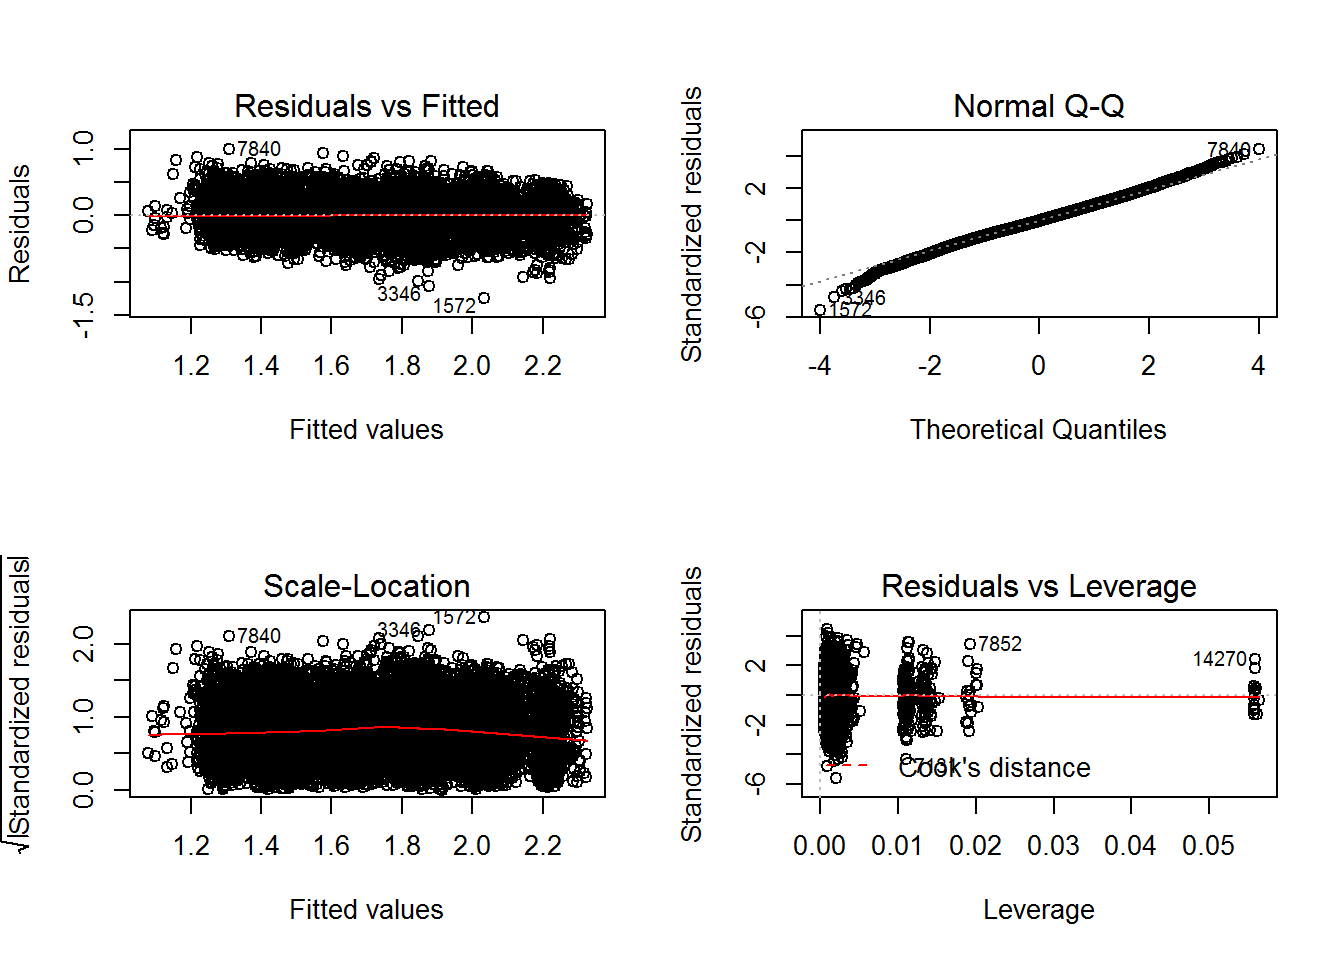 Residuals vs Fitted
Residuals
1.0
0.0
-1.5
7840
3346
1572
1.2 1.4 1.6 1.8 2.0 2.2
Fitted values
Normal Q-Q
Standardized residuals
2
-2
-6
7840
3346
1572
-4 -2 0 2 4
Theoretical Quantiles
Scale-Location
√|Standardized residuals|
2.0
1.0
0.0
7840
3346
1572
1.2 1.4 1.6 1.8 2.0 2.2
Fitted values
Residuals vs Leverage
Standardized residuals
2
-2
-6
7852
14270
Cook's distance
0.00 0.01 0.02 0.03 0.04 0.05
Leverage